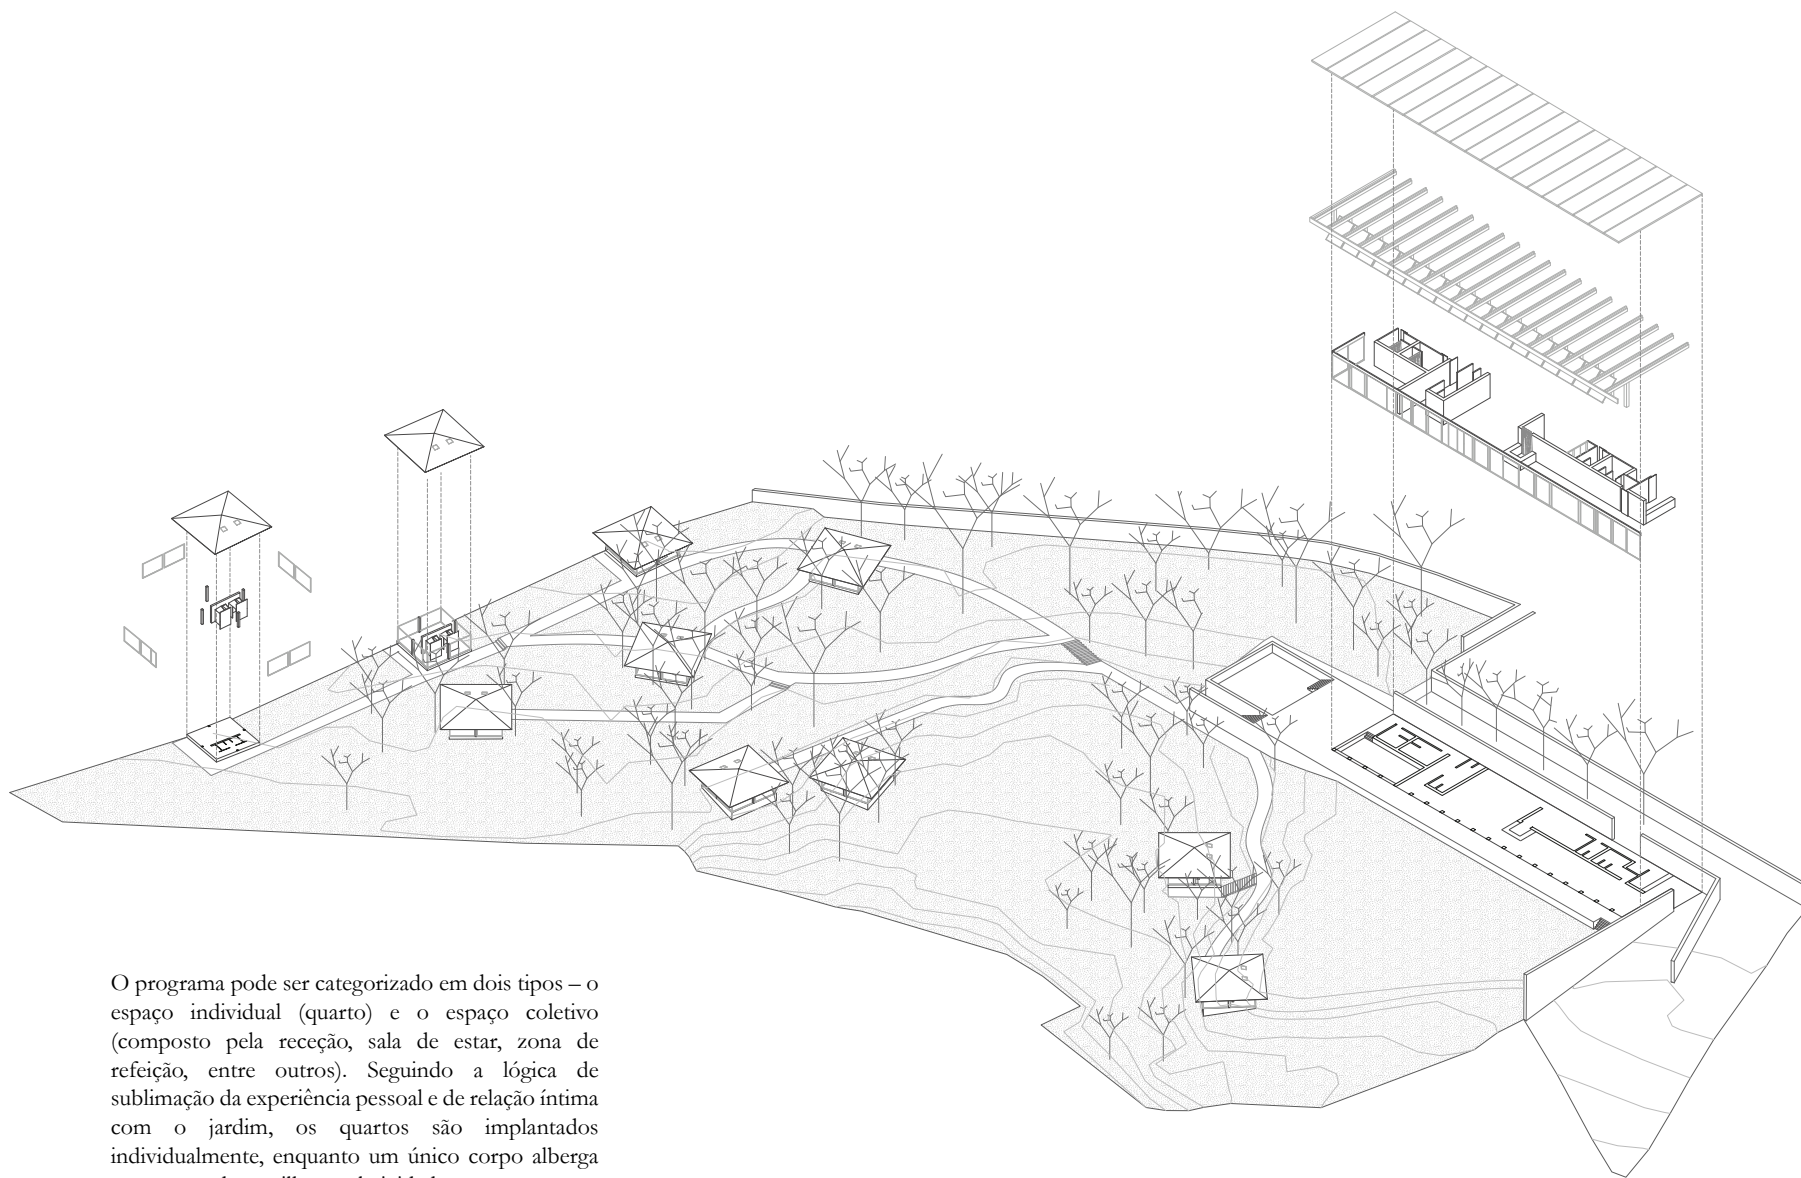 O programa pode ser categorizado em dois tipos – o
espaço individual (quarto) e o espaço coletivo
(composto pela receção, sala de estar, zona de
refeição, entre outros). Seguindo a lógica de
sublimação da experiência pessoal e de relação íntima
com o jardim, os quartos são implantados
individualmente, enquanto um único corpo alberga